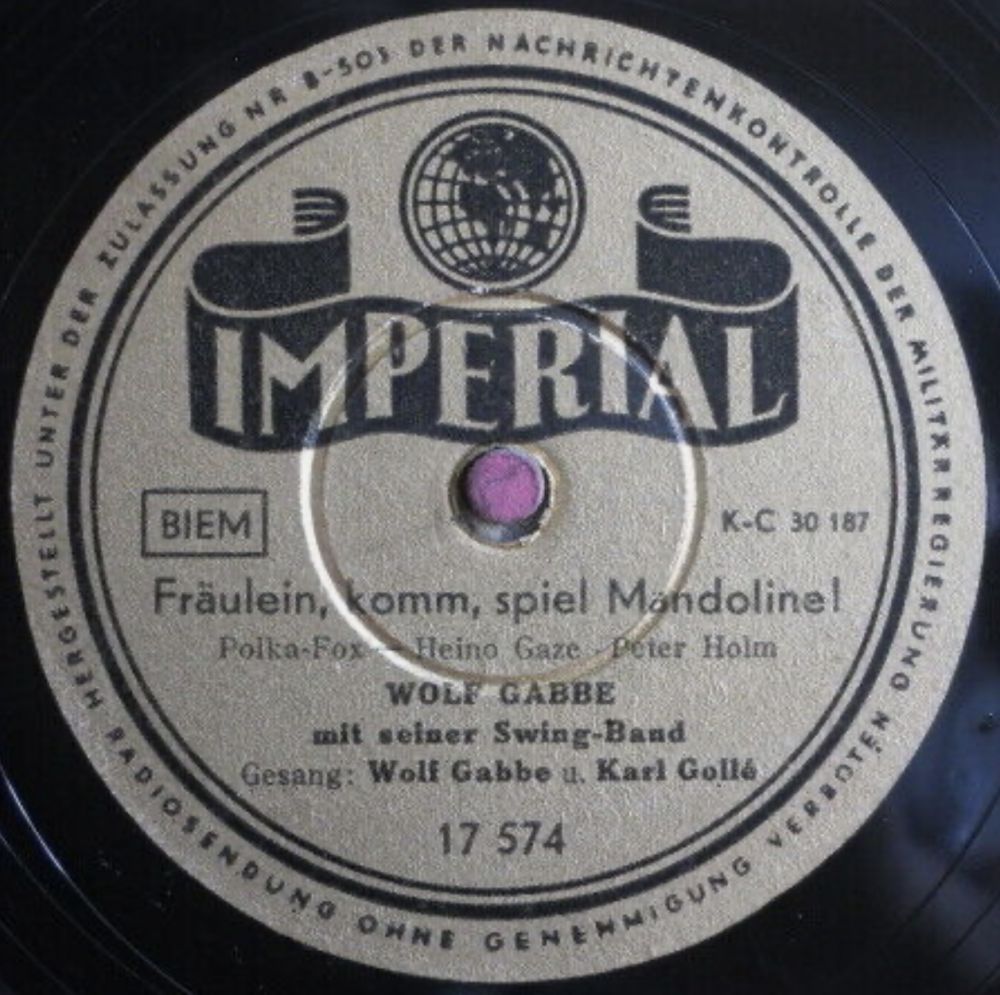 HERGESTELLT UNTER DER ZULASSUNG NR B-503 DER NACHRICHTENKONTROLLE DER MILITÄRREGIERUNG
RADIOSENDUNG OHNE GENEHMIGUNG VERBOTEN
IMPERIAL
BIEM
K-C 30 187
Fräulein, komm, spiel Mandoline!
Polka-Fox — Heino Gaze - Peter Holm
WOLF GABBE
mit seiner Swing-Band
Gesang: Wolf Gabbe u. Karl Gollé
17 574